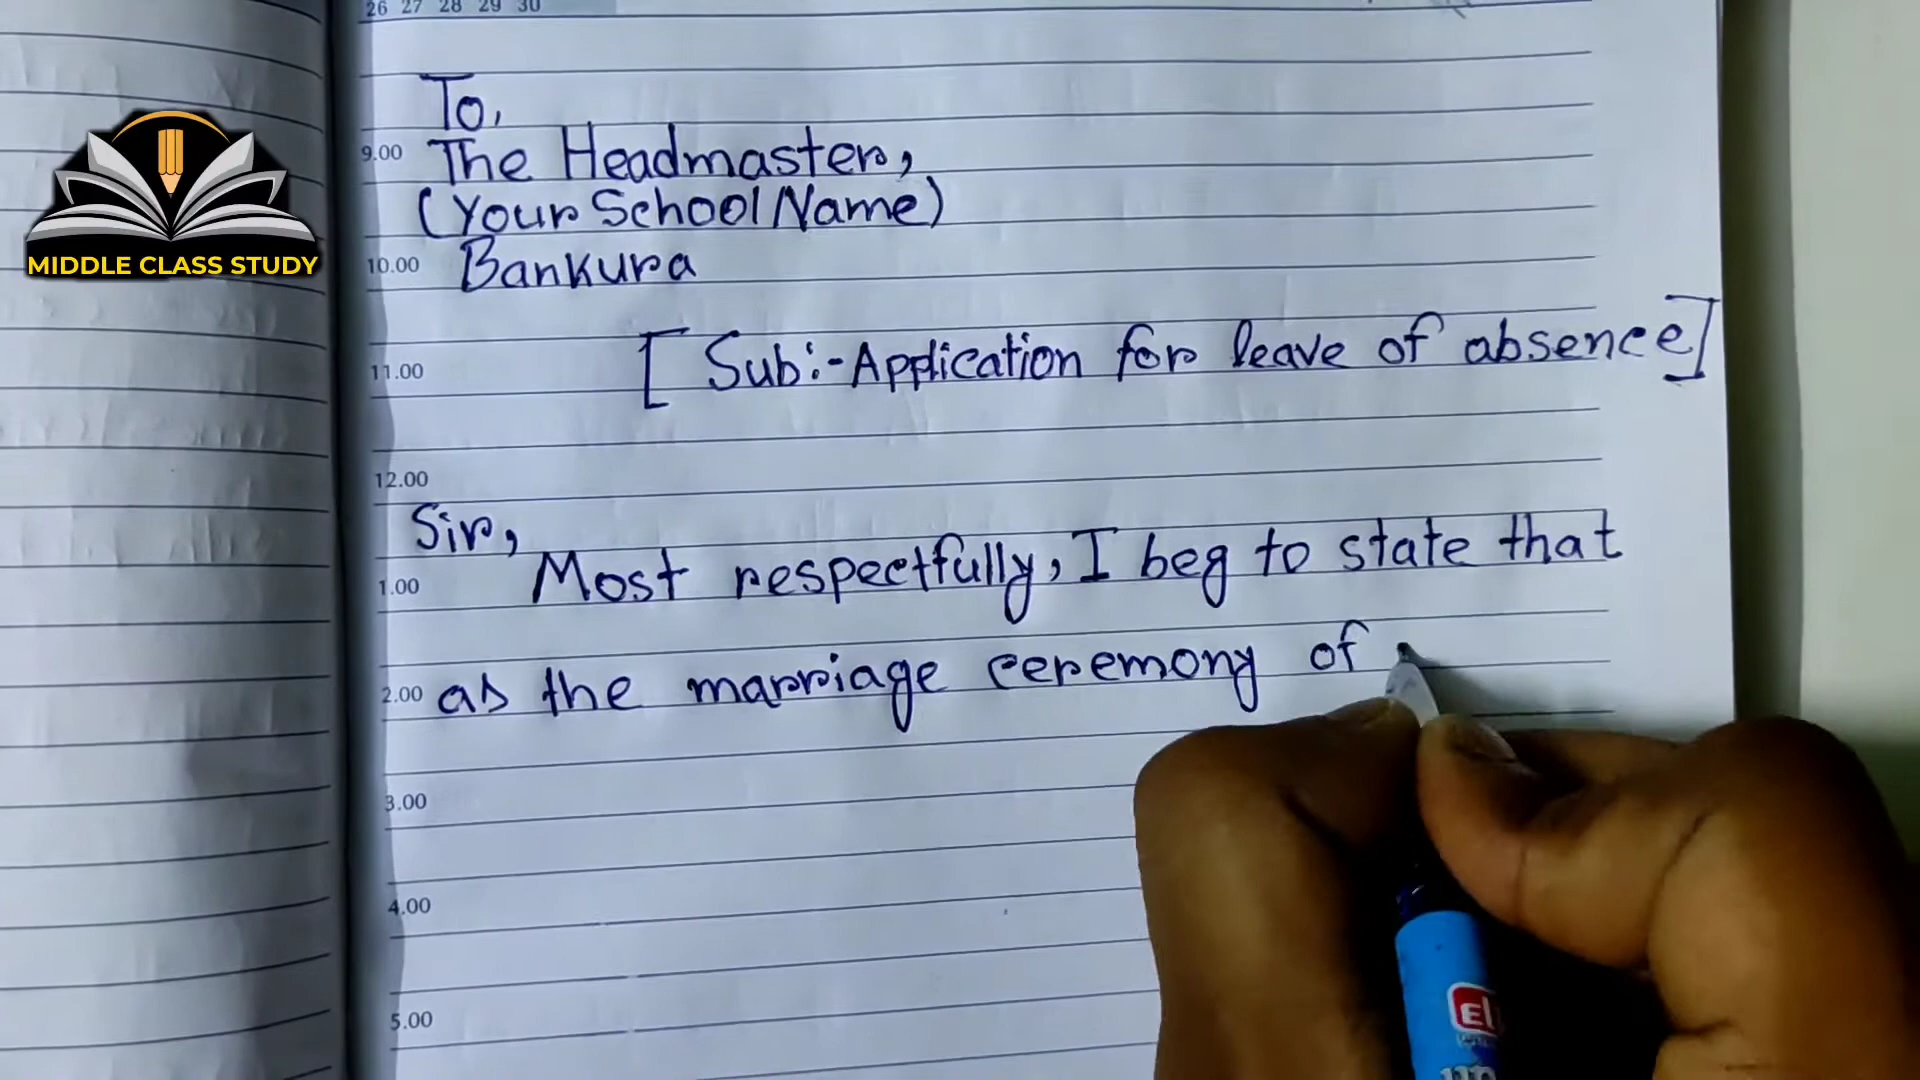 26 27 28 29 30
To,
9.00 The Headmaster,
(Your School Name)
10.00 Bankura
11.00 [Sub:-Application for leave of absence]
12.00
Sir,
1.00 Most respectfully, I beg to state that
2.00 as the marriage ceremony of
3.00
4.00
5.00
MIDDLE CLASS STUDY